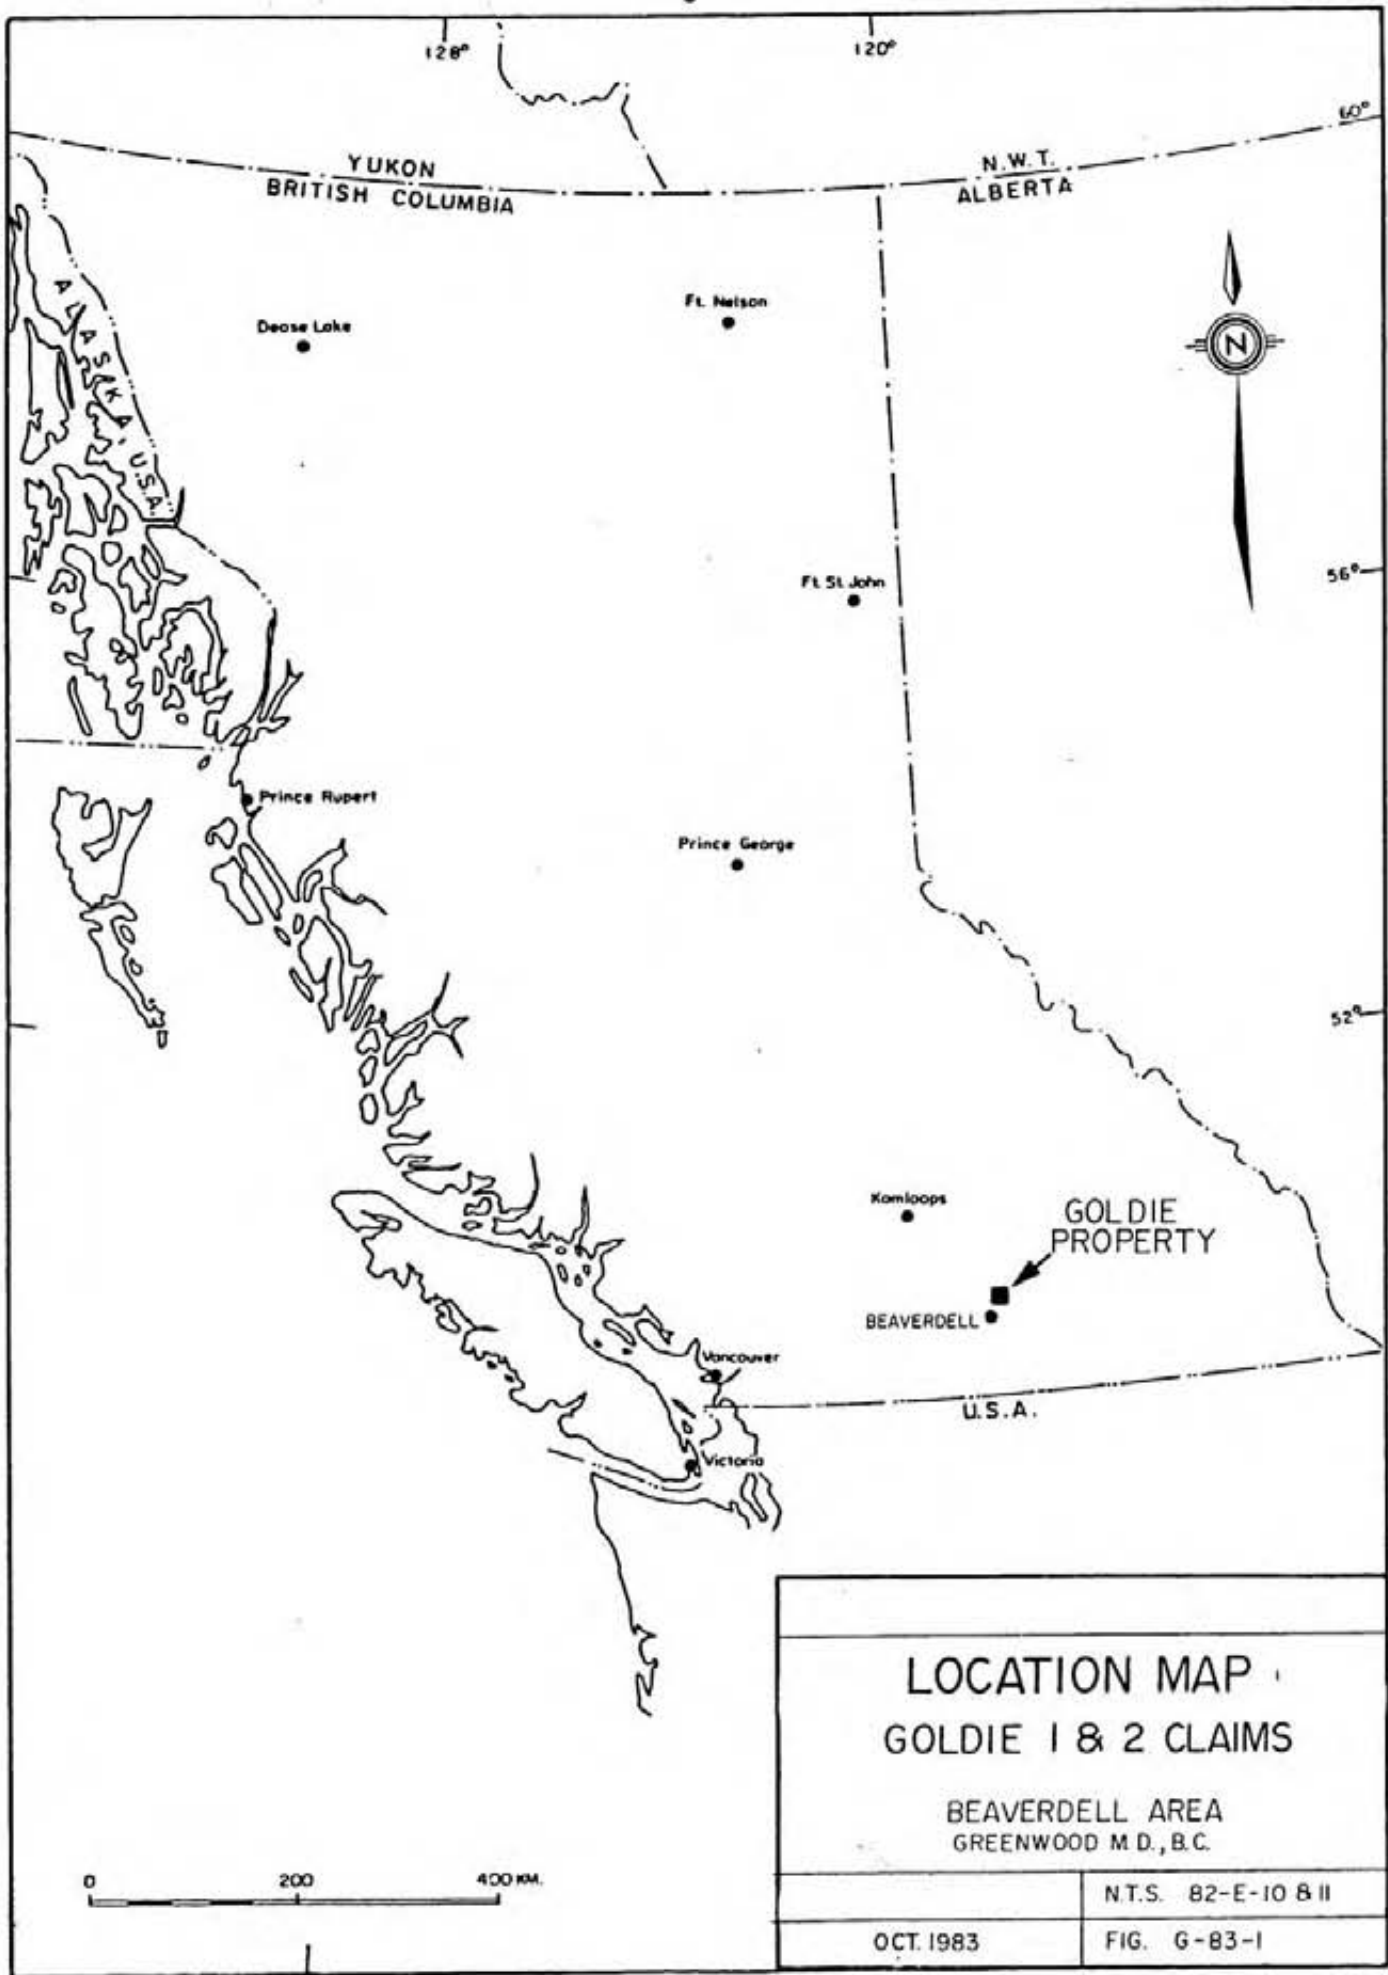 128°
120°
60°
YUKON
BRITISH COLUMBIA
N.W.T.
ALBERTA
ALASKA, U.S.A.
Dease Lake
Ft. Nelson
N
Ft. St. John
56°
Prince Rupert
Prince George
52°
Kamloops
GOLDIE
PROPERTY
BEAVERDELL
Vancouver
U.S.A.
Victoria
LOCATION MAP
GOLDIE 1 & 2 CLAIMS
BEAVERDELL AREA
GREENWOOD M.D., B.C.
0 200 400 KM.
N.T.S. 82-E-10 & 11
OCT. 1983
FIG. G-83-1